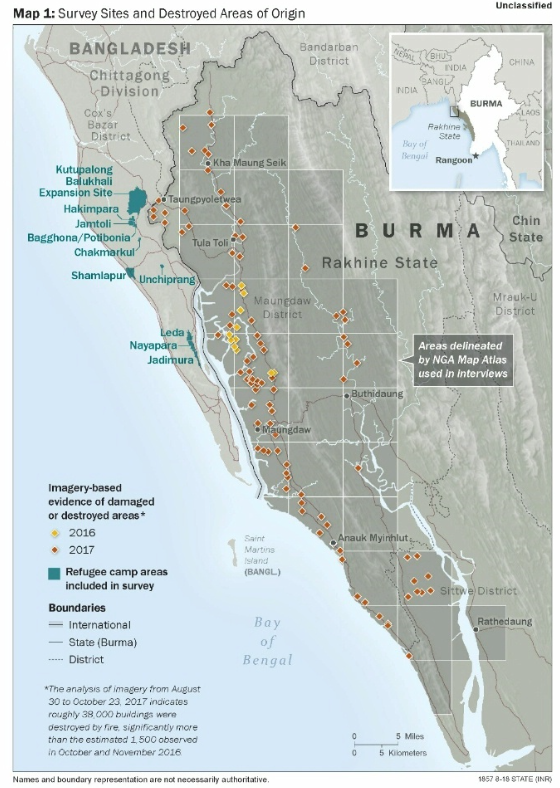 Unclassified
Map 1: Survey Sites and Destroyed Areas of Origin
BANGLADESH
Chittagong
Division
Bandarban
District
Cox's
Bazar
District
NEPAL
BHU.
INDIA
CHINA
BANGL.
INDIA
BURMA
LAOS
Rakhine
State
THAILAND
Bay of
Bengal
Rangoon
Kha Maung Seik
Kutupalong
Balukhali
Expansion Site
Taungpyoletwea
Hakimpara
Jamtoli
Bagghona/Potibonia
Chakmarkul
Tula Toli
Shamlapur
Unchiprang
BURMA
Chin
State
Rakhine State
Mrauk-U
District
Maungdaw
District
Leda
Nayapara
Jadimura
Areas delineated
by NGA Map Atlas
used in Interviews
Buthidaung
Maungdaw
Imagery-based
evidence of damaged
or destroyed areas*
2016
2017
Refugee camp areas
included in survey
Boundaries
International
State (Burma)
District
Saint
Martins
Island
(BANGL.)
Anauk Myinhlut
Sittwe District
Rathedaung
Bay
of
Bengal
*The analysis of imagery from August
30 to October 23, 2017 indicates
roughly 38,000 buildings were
destroyed by fire, significantly more
than the estimated 1,500 observed
in October and November 2016.
0 5 Miles
0 5 Kilometers
Names and boundary representation are not necessarily authoritative.
1857 8-18 STATE (INR)